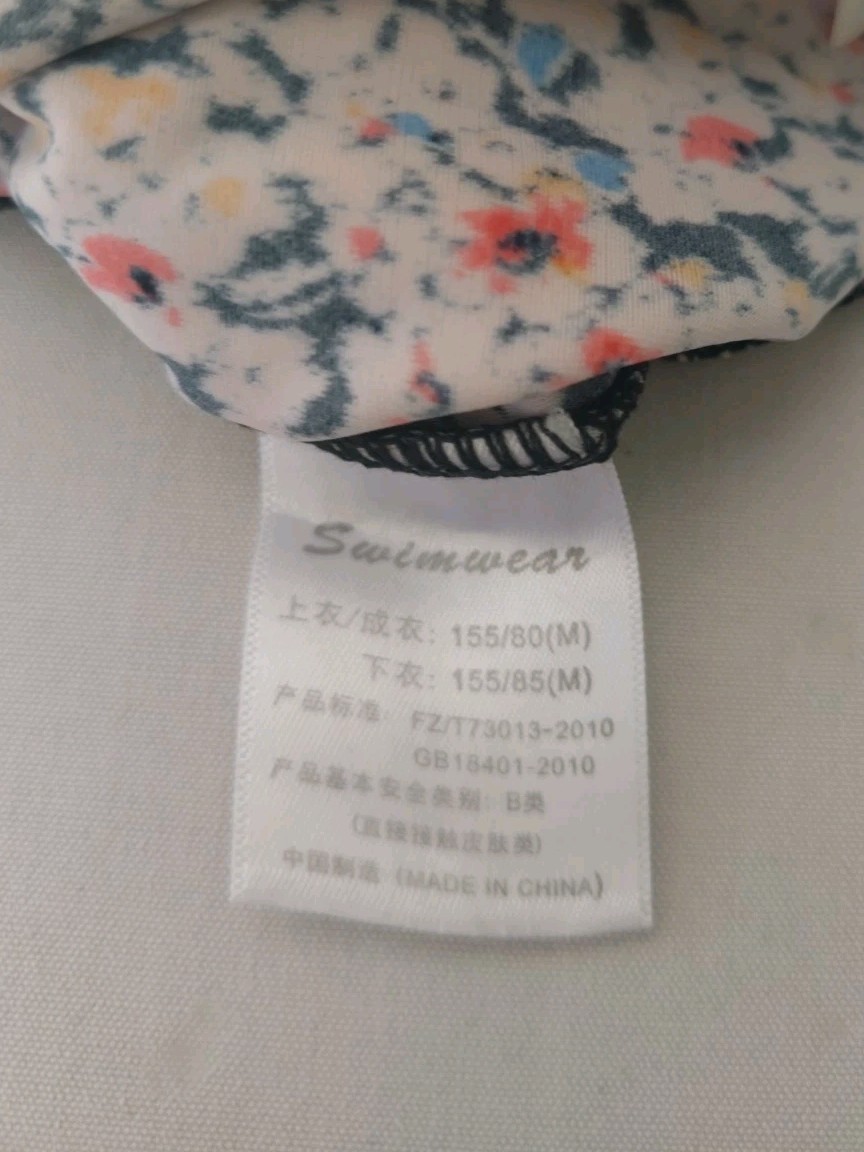 Swimwear
上衣/成衣: 155/80(M)
下衣: 155/85(M)
产品标准: FZ/T73013-2010
GB18401-2010
产品基本安全类别: B类
(直接接触皮肤类)
中国制造 (MADE IN CHINA)